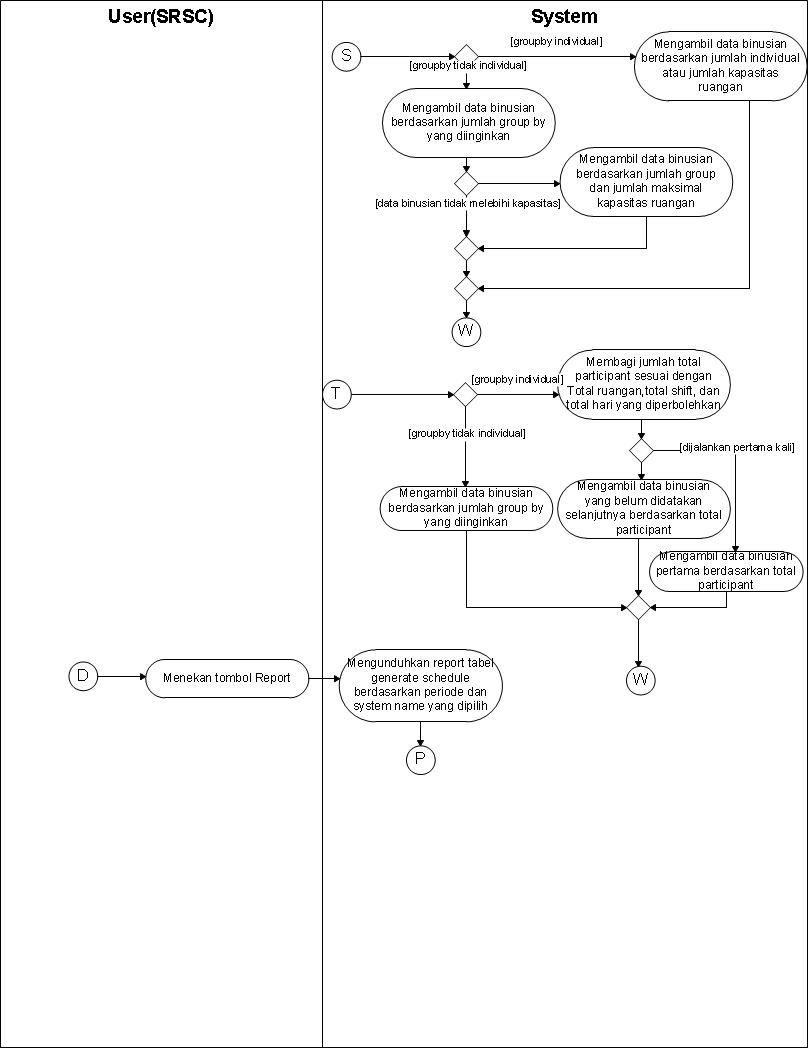 User(SRSC)
System
S
[groupby individual]
[groupby tidak individual]
Mengambil data binusian
berdasarkan jumlah individual
atau jumlah kapasitas
ruangan
Mengambil data binusian
berdasarkan jumlah group by
yang diinginkan
Mengambil data binusian
berdasarkan jumlah group
dan jumlah maksimal
kapasitas ruangan
[data binusian tidak melebihi kapasitas]
W
T
[groupby individual]
Membagi jumlah total
participant sesuai dengan
Total ruangan,total shift, dan
total hari yang diperbolehkan
[groupby tidak individual]
[dijalankan pertama kali]
Mengambil data binusian
berdasarkan jumlah group by
yang diinginkan
Mengambil data binusian
yang belum didatakan
selanjutnya berdasarkan total
participant
Mengambil data binusian
pertama berdasarkan total
participant
W
D
Menekan tombol Report
Mengunduhkan report tabel
generate schedule
berdasarkan periode dan
system name yang dipilih
P